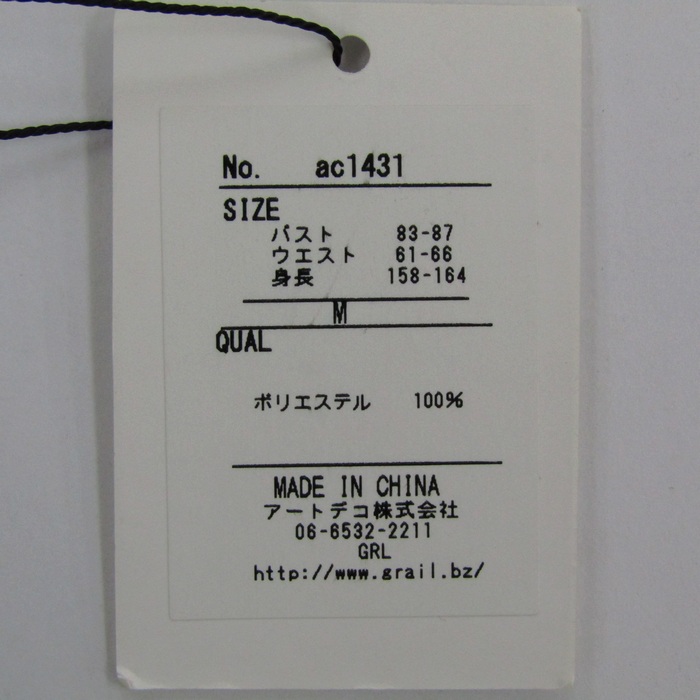 No. ac1431
SIZE
バスト 83-87
ウエスト 61-66
身長 158-164
M
QUAL
ポリエステル 100%
MADE IN CHINA
アートデコ株式会社
06-6532-2211
GRL
http://www.grail.bz/